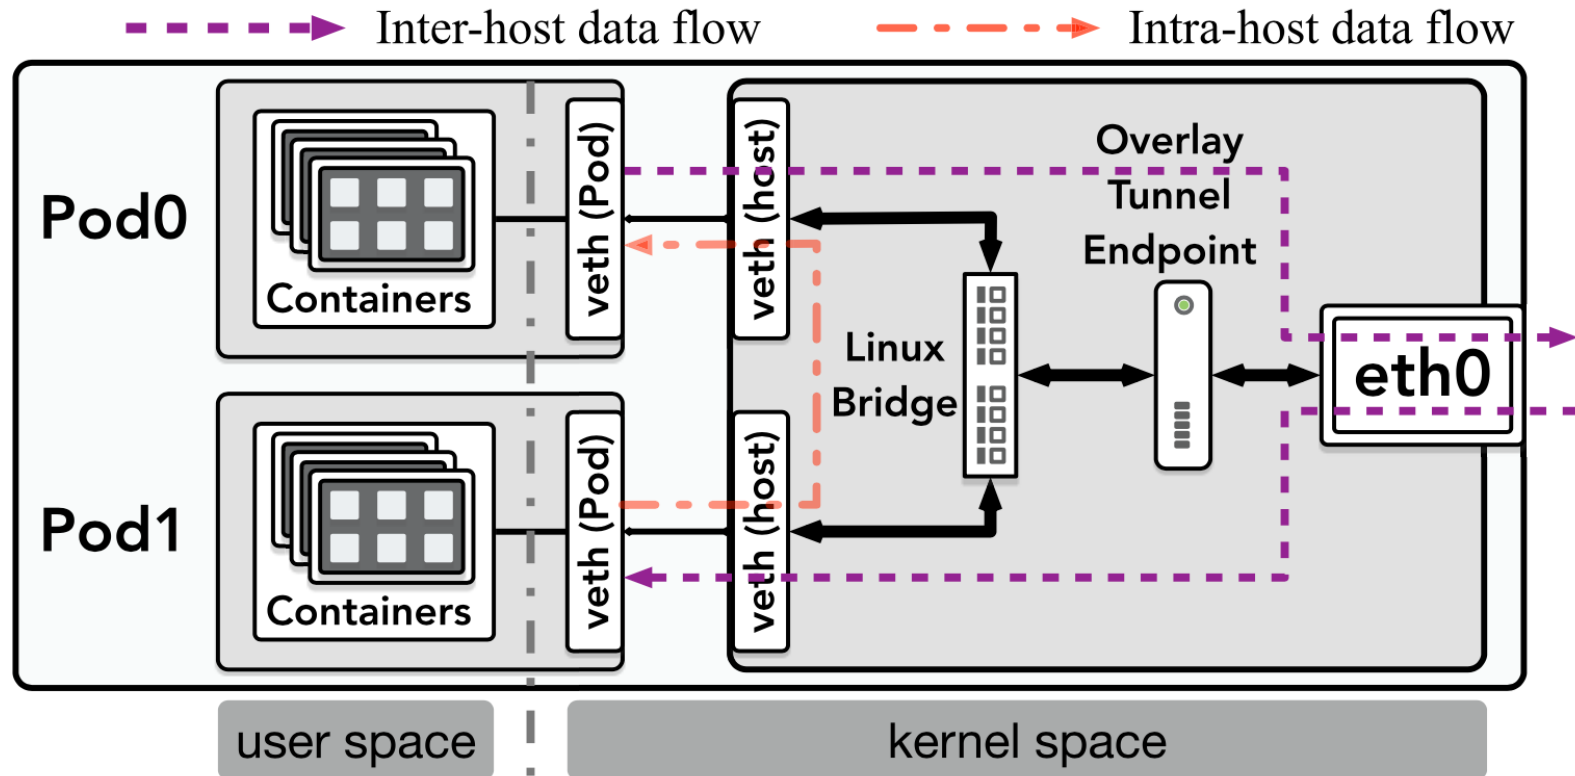 Inter-host data flow
Intra-host data flow
Pod0
Containers
veth (Pod)
veth (host)
Overlay
Tunnel
Endpoint
Linux
Bridge
eth0
Pod1
Containers
veth (Pod)
veth (host)
user space
kernel space